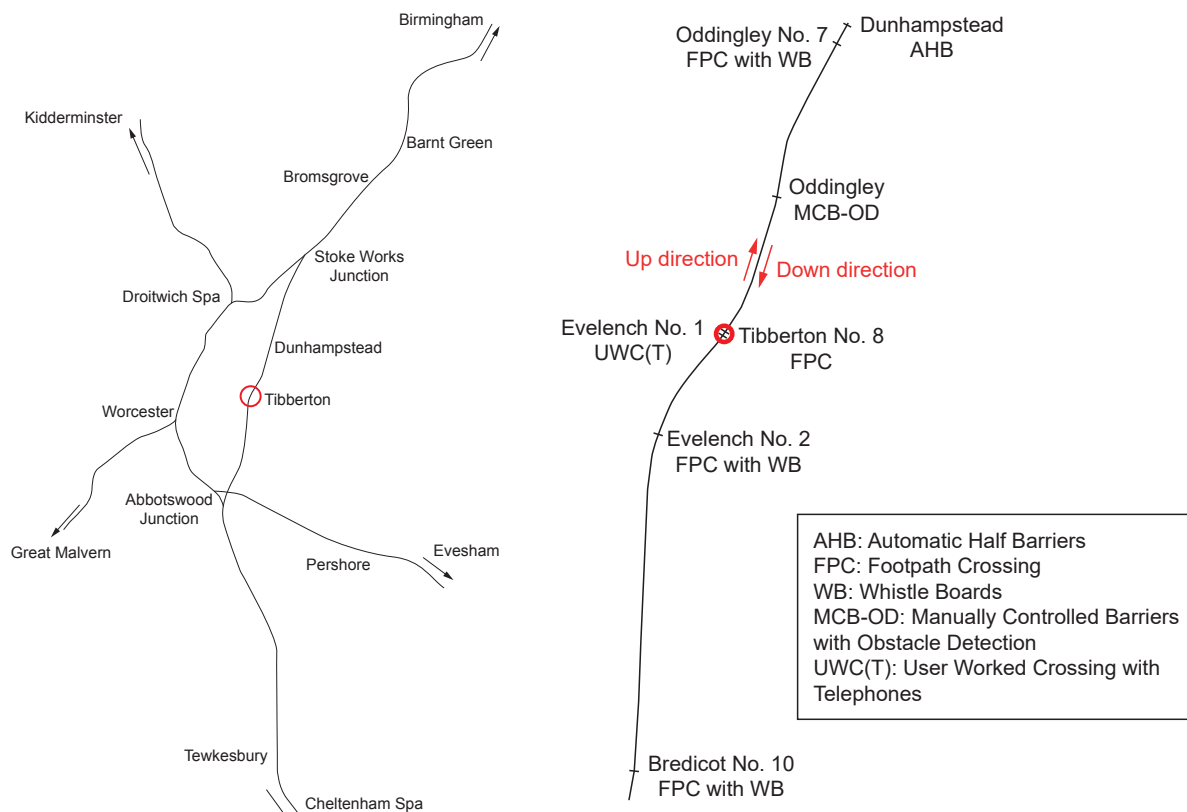 Birmingham
Kidderminster
Barnt Green
Bromsgrove
Stoke Works
Junction
Droitwich Spa
Dunhampstead
Tibberton
Worcester
Abbotswood
Junction
Great Malvern
Pershore
Evesham
Tewkesbury
Cheltenham Spa
Oddingley No. 7
FPC with WB
Dunhampstead
AHB
Oddingley
MCB-OD
Up direction
Down direction
Evelench No. 1
UWC(T)
Tibberton No. 8
FPC
Evelench No. 2
FPC with WB
Bredicot No. 10
FPC with WB
AHB: Automatic Half Barriers
FPC: Footpath Crossing
WB: Whistle Boards
MCB-OD: Manually Controlled Barriers
with Obstacle Detection
UWC(T): User Worked Crossing with
Telephones